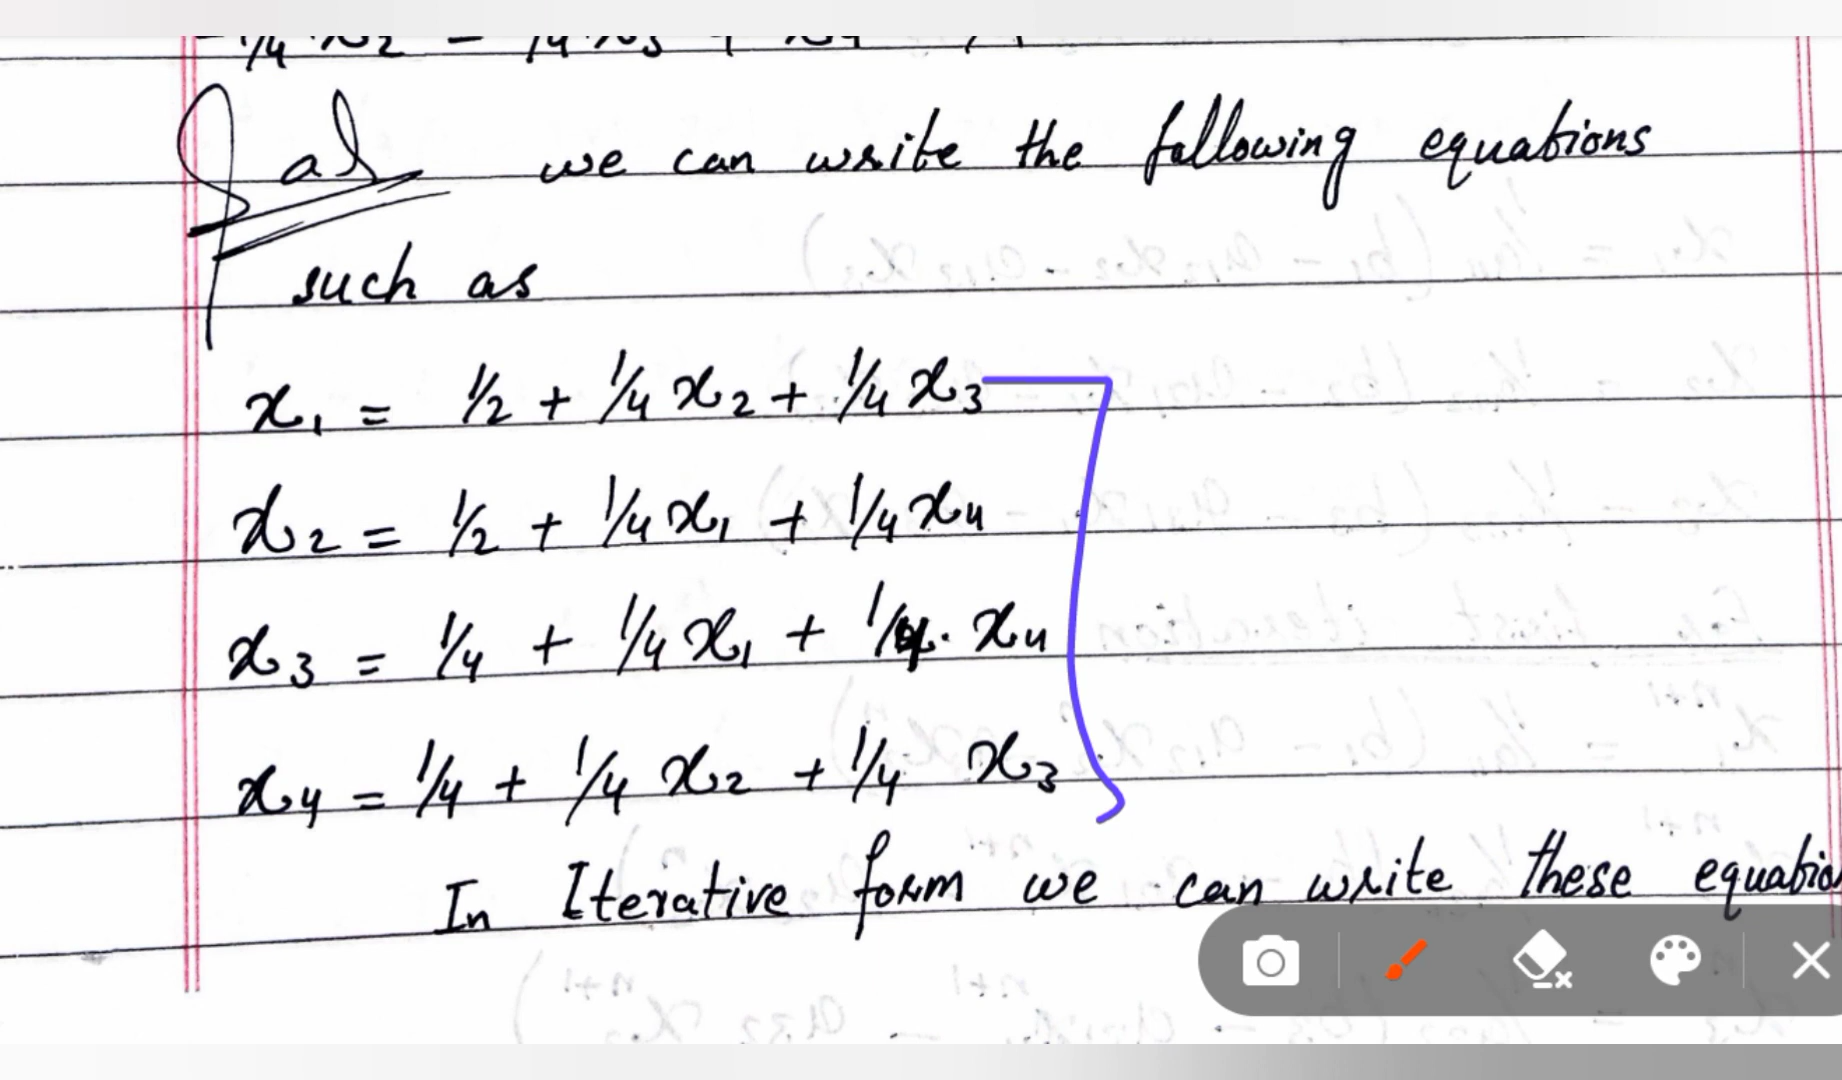 Sol we can write the following equations
such as
x₁ = 1/2 + 1/4 x₂ + 1/4 x₃
x₂ = 1/2 + 1/4 x₁ + 1/4 x₄
x₃ = 1/4 + 1/4 x₁ + 1/4 . x₄
x₄ = 1/4 + 1/4 x₂ + 1/4 x₃
In Iterative form we can write these equation